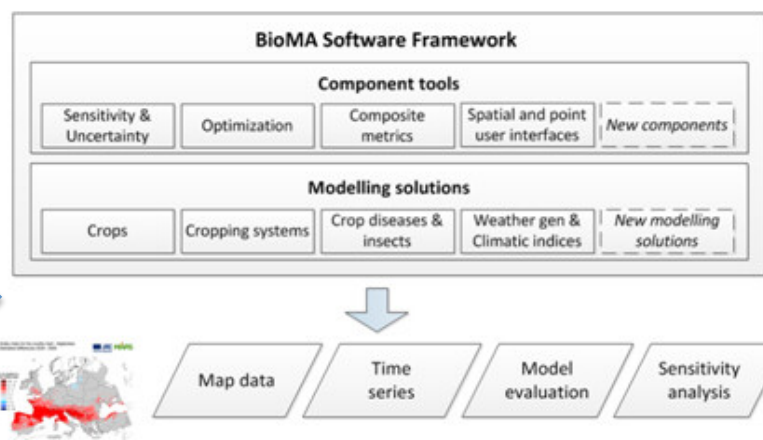 BioMA Software Framework
Component tools
Sensitivity &
Uncertainty
Optimization
Composite
metrics
Spatial and point
user interfaces
New components
Modelling solutions
Crops
Cropping systems
Crop diseases &
insects
Weather gen &
Climatic indices
New modelling
solutions
Map data
Time
series
Model
evaluation
Sensitivity
analysis